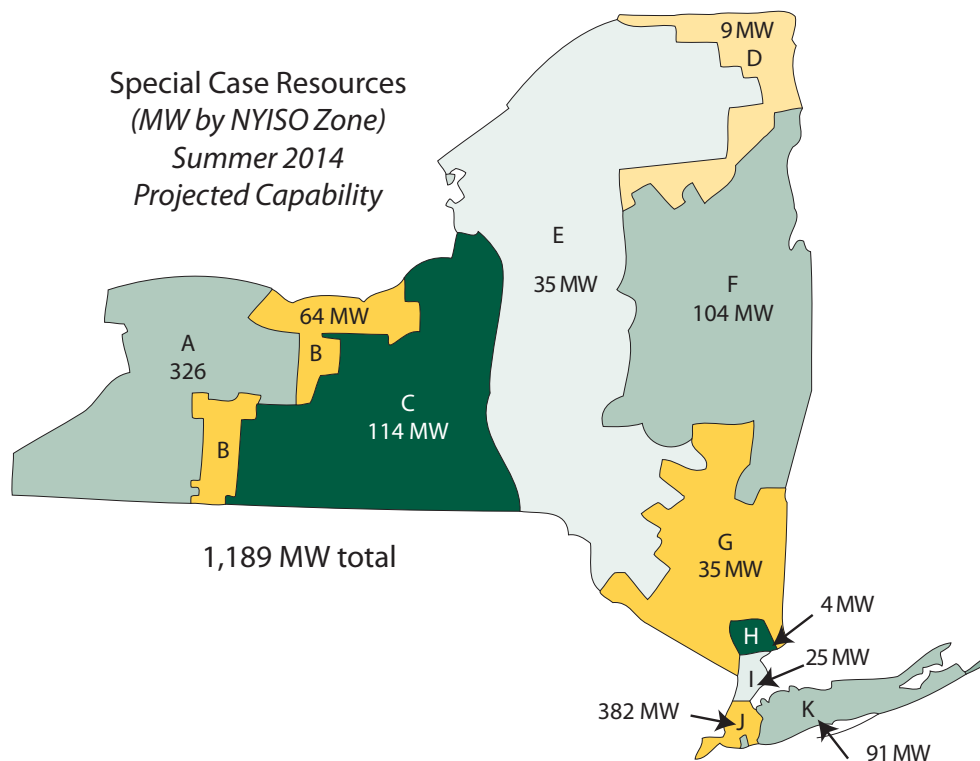 Special Case Resources
(MW by NYISO Zone)
Summer 2014
Projected Capability
9 MW
D
E
35 MW
F
104 MW
64 MW
B
A
326
C
114 MW
B
1,189 MW total
G
35 MW
4 MW
H
25 MW
I
382 MW
J
K
91 MW